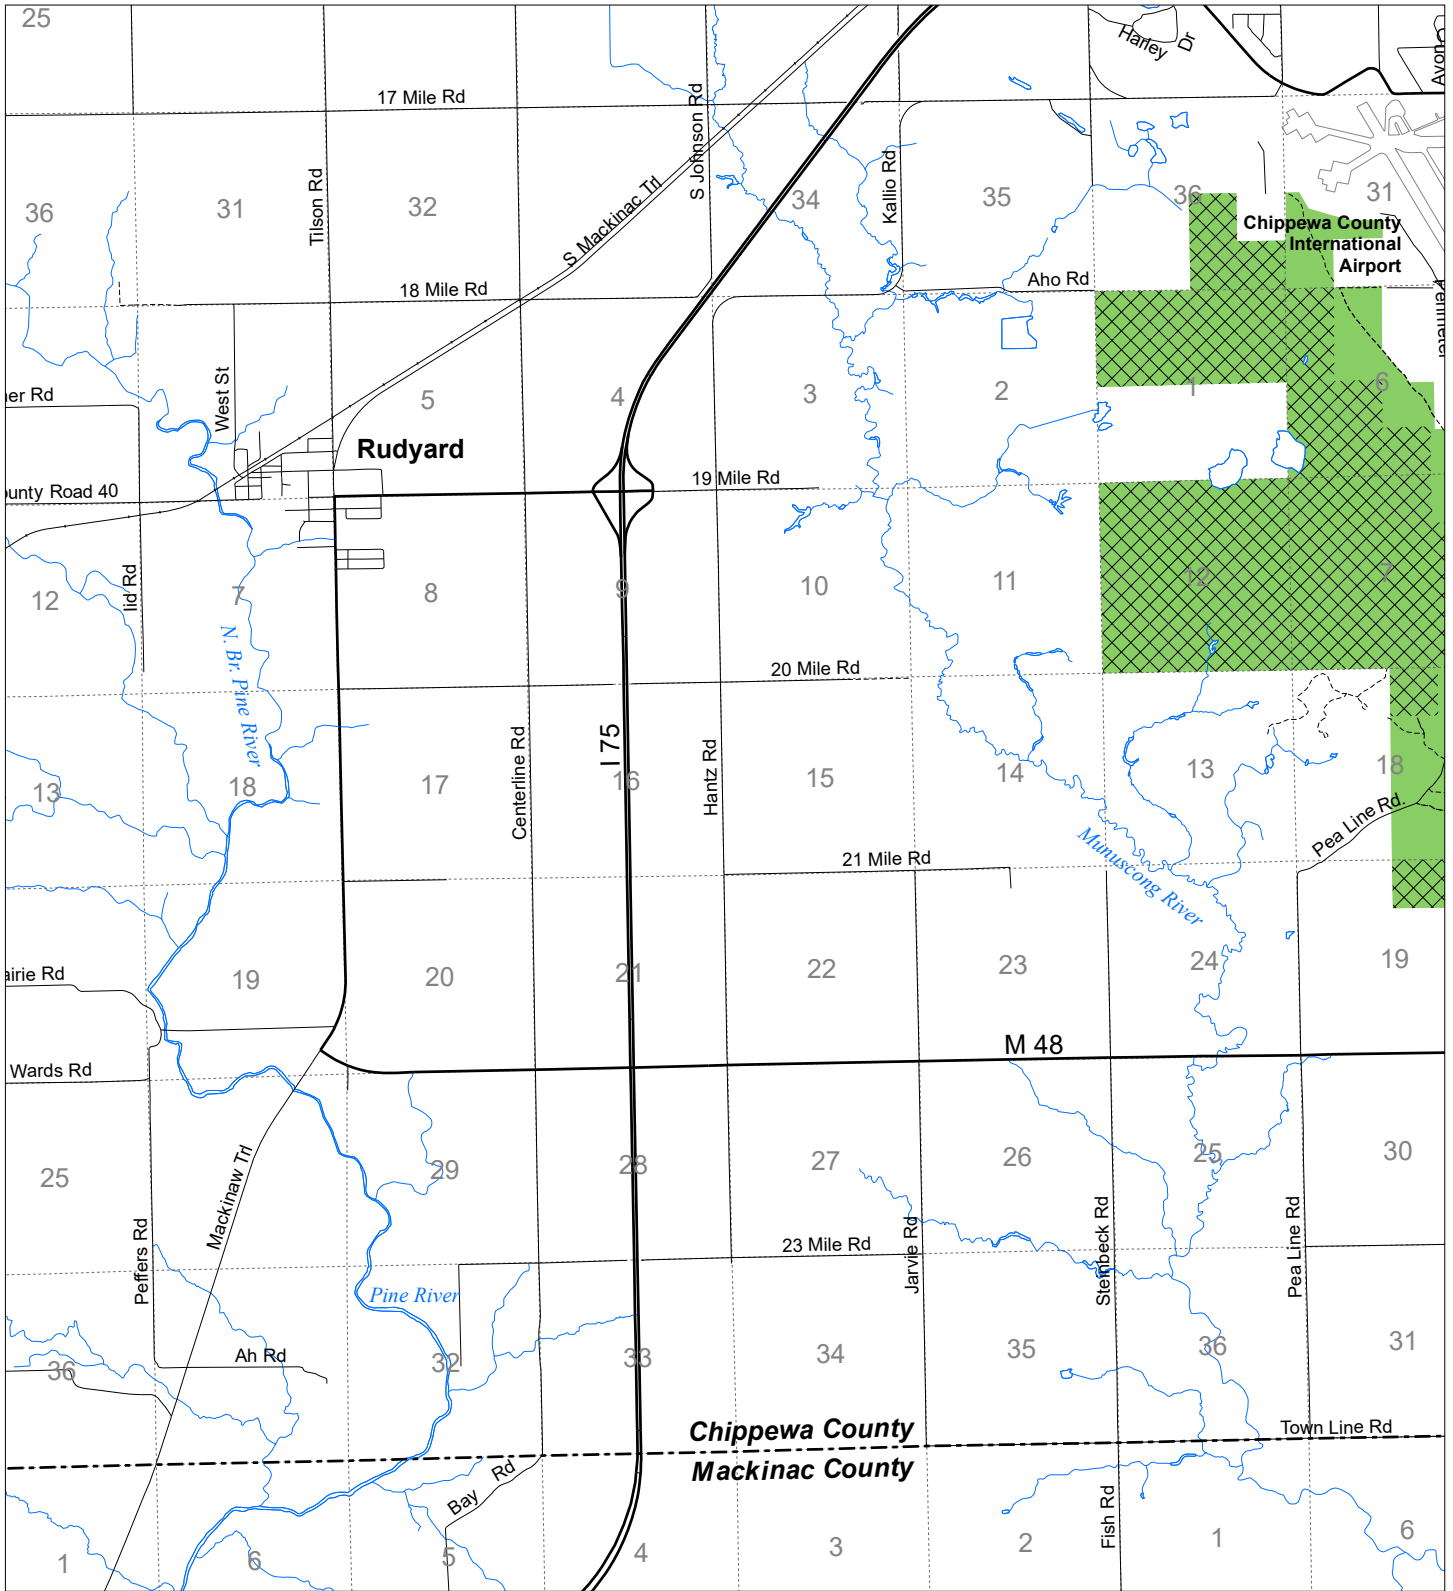 25
Harley
Dr
17 Mile Rd
S Johnson Rd
Tilson Rd
Kallio Rd
S Mackinac Trl
36
31
32
34
35
36
31
Chippewa County
International
Airport
18 Mile Rd
Aho Rd
er Rd
West St
5
4
3
2
1
6
Rudyard
ounty Road 40
19 Mile Rd
lid Rd
12
7
8
9
10
11
12
7
N. Br. Pine River
20 Mile Rd
I 75
Centerline Rd
Hantz Rd
13
18
17
16
15
14
13
18
Pea Line Rd.
21 Mile Rd
Munuscong River
airie Rd
19
20
21
22
23
24
19
M 48
Wards Rd
Mackinaw Trl
25
29
28
27
26
25
30
Peffers Rd
23 Mile Rd
Jarvie Rd
Steinbeck Rd
Pea Line Rd
Pine River
Ah Rd
36
32
33
34
35
36
31
Chippewa County
Town Line Rd
Mackinac County
Bay Rd
Fish Rd
1
6
5
4
3
2
1
6